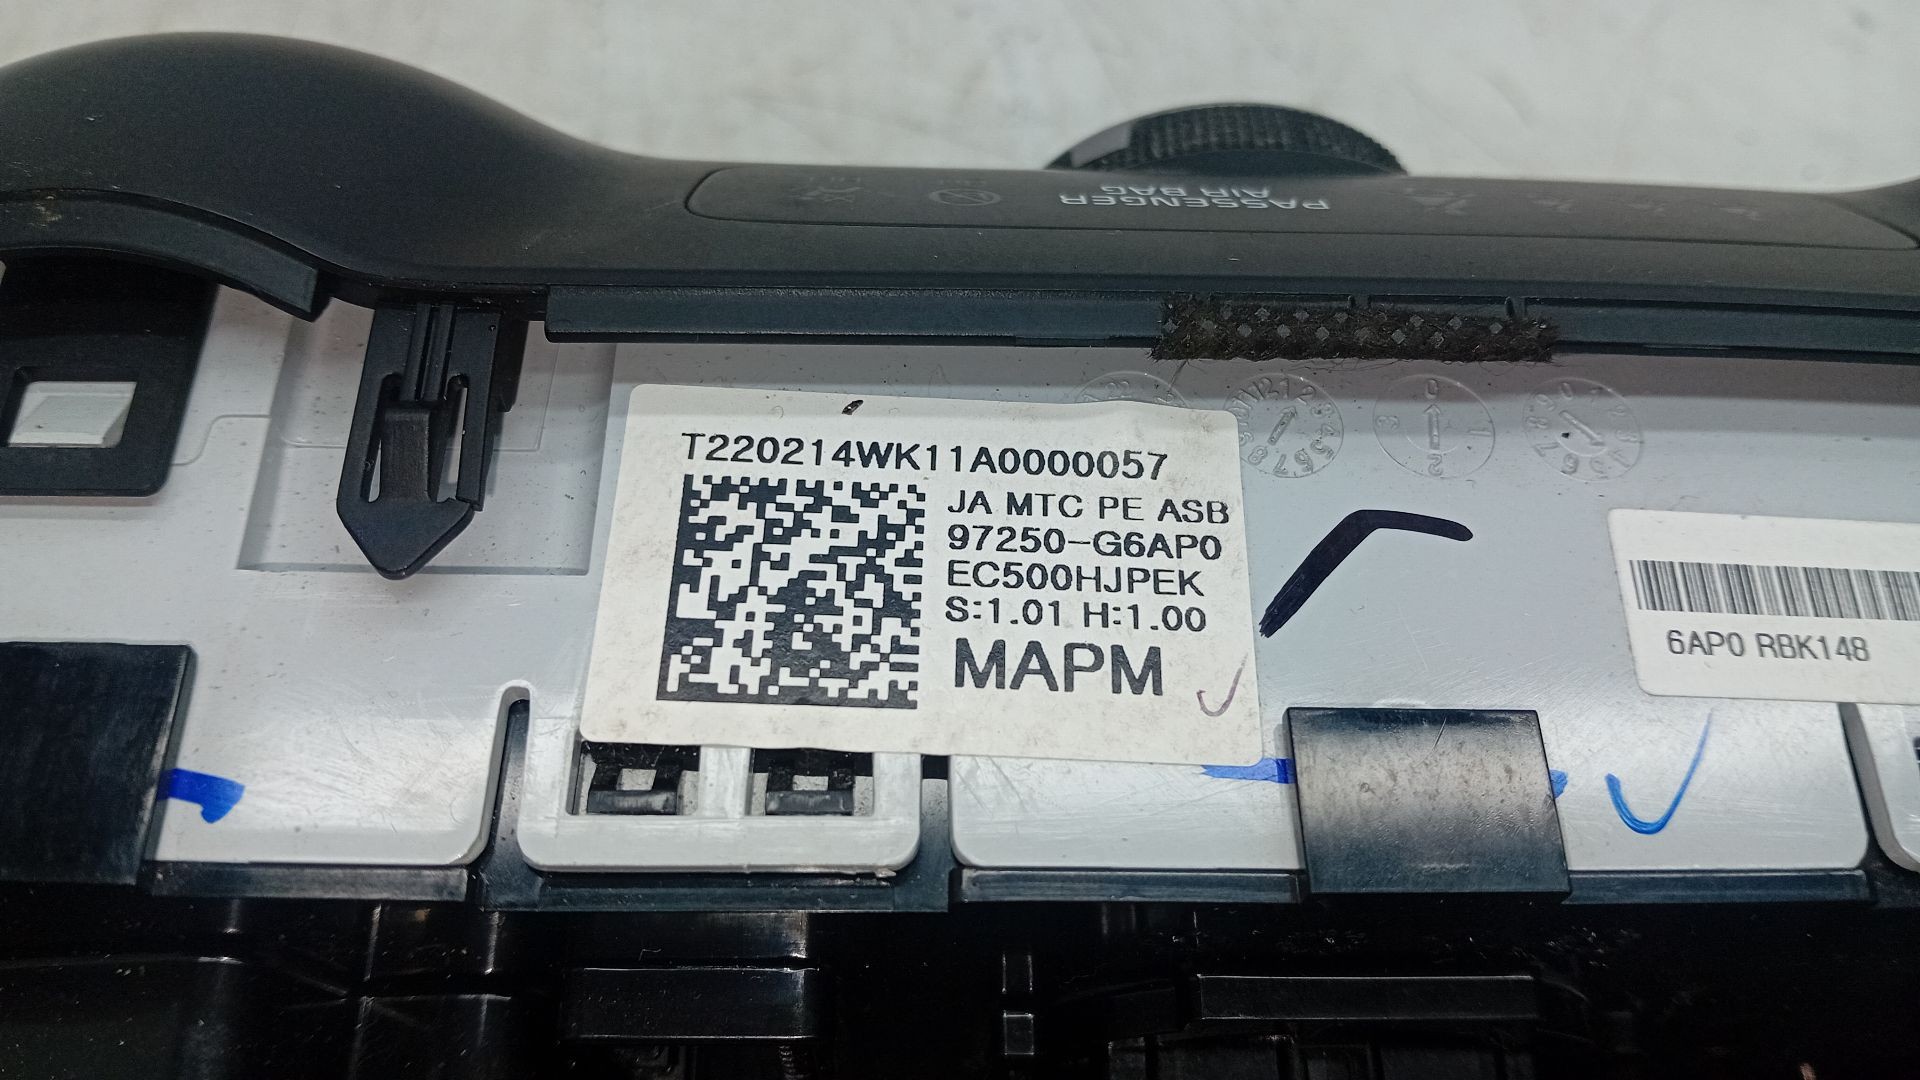 PASSENGER
AIR BAG
T220214WK11A0000057
JA MTC PE ASB
97250-G6AP0
EC500HJPEK
S:1.01 H:1.00
MAPM
6AP0 RBK148